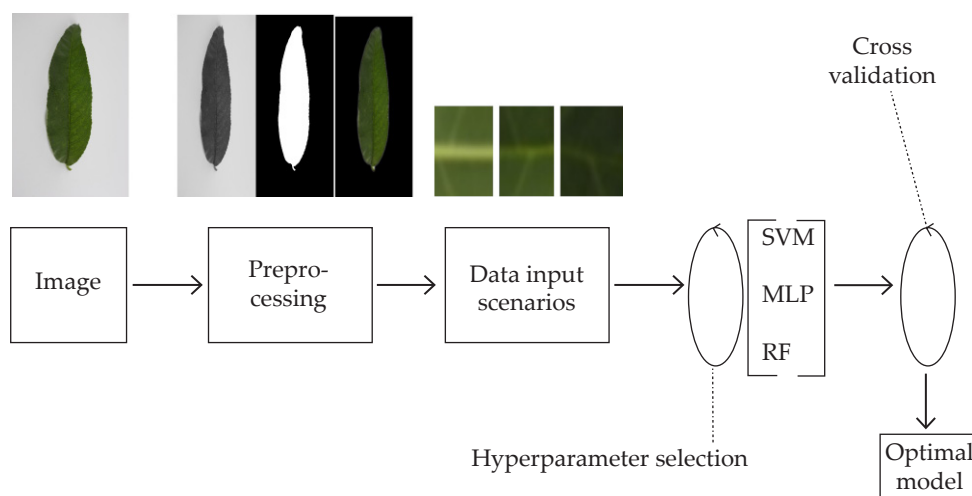 Cross
validation
Image
Prepro-
cessing
Data input
scenarios
SVM
MLP
RF
Hyperparameter selection
Optimal
model